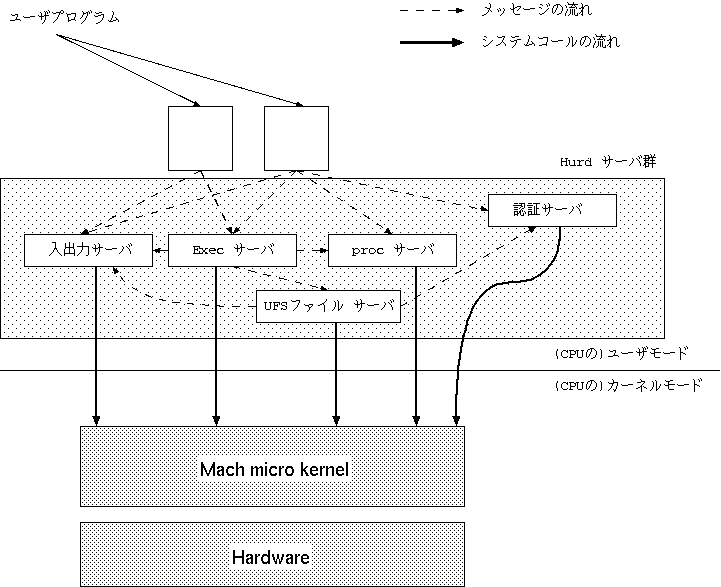 ユーザプログラム
メッセージの流れ
システムコールの流れ
Hurd サーバ群
認証サーバ
入出力サーバ
Exec サーバ
proc サーバ
UFSファイル サーバ
(CPUの)ユーザモード
(CPUの)カーネルモード
Mach micro kernel
Hardware